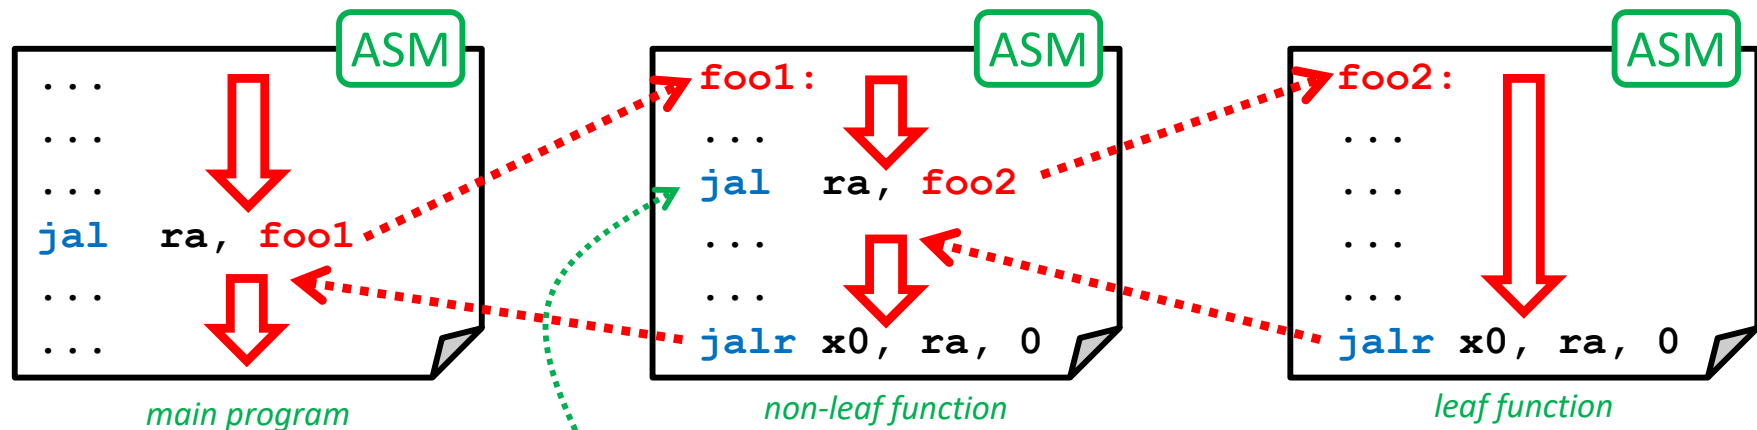 ASM
...
...
...
jal ra, foo1
...
...
main program
ASM
foo1:
...
jal ra, foo2
...
...
jalr x0, ra, 0
non-leaf function
ASM
foo2:
...
...
...
...
jalr x0, ra, 0
leaf function